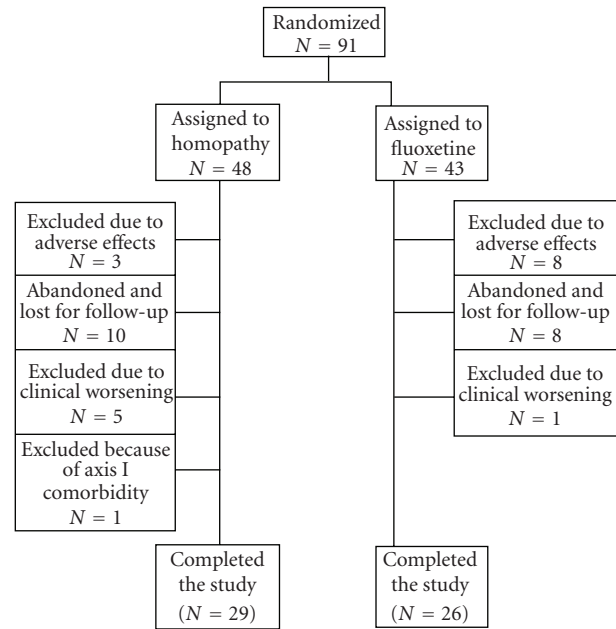 Randomized
N = 91
Assigned to
homopathy
N = 48
Assigned to
fluoxetine
N = 43
Excluded due to
adverse effects
N = 3
Abandoned and
lost for follow-up
N = 10
Excluded due to
clinical worsening
N = 5
Excluded because
of axis I
comorbidity
N = 1
Excluded due to
adverse effects
N = 8
Abandoned and
lost for follow-up
N = 8
Excluded due to
clinical worsening
N = 1
Completed
the study
(N = 29)
Completed
the study
(N = 26)